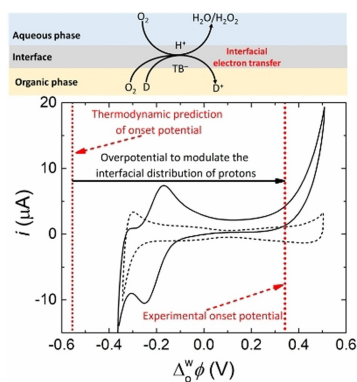 O₂
H₂O/H₂O₂
Aqueous phase
H⁺
Interface
Interfacial
electron transfer
TB⁻
Organic phase
O₂ D
D⁺
20
Thermodynamic prediction
of onset potential
Overpotential to modulate the
interfacial distribution of protons
10
i (μA)
0
-10
Experimental onset potential
-0.6 -0.4 -0.2 0.0 0.2 0.4 0.6
Δ₀ʷ ϕ (V)